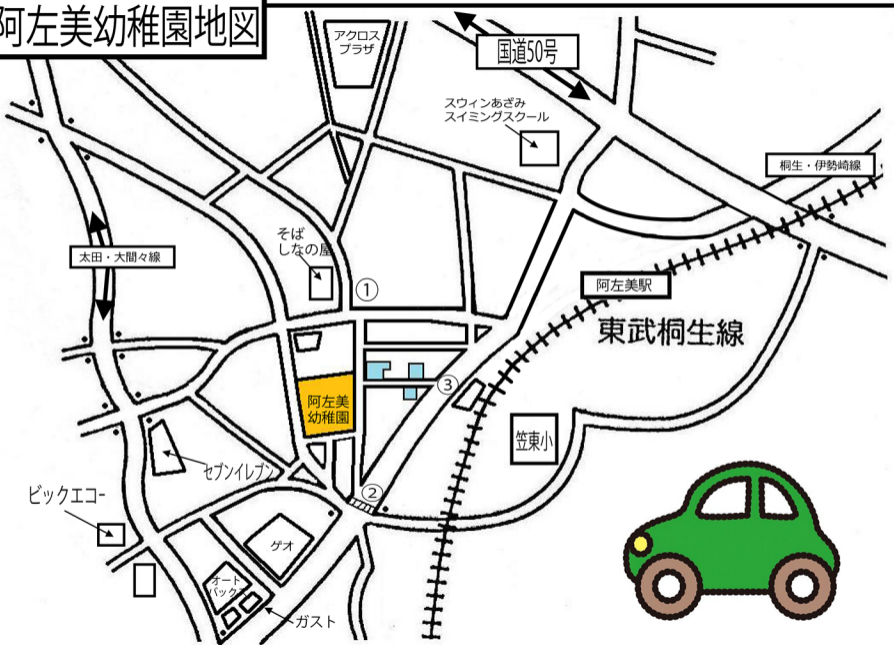 阿左美幼稚園地図
アクロス
プラザ
国道50号
スウィンあざみ
スイミングスクール
桐生・伊勢崎線
そば
しなの屋
太田・大間々線
①
阿左美駅
東武桐生線
③
阿左美
幼稚園
笠東小
セブンイレブン
②
ビックエコー
ゲオ
オート
バックス
ガスト